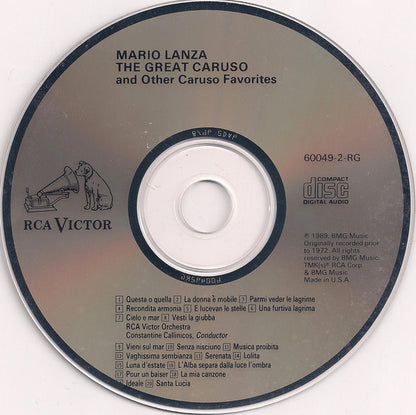 MARIO LANZA
THE GREAT CARUSO
and Other Caruso Favorites
60049-2-RG
COMPACT
disc
DIGITAL AUDIO
RCA VICTOR
℗ 1989, BMG Music
Originally recorded prior
to 1972. All rights
reserved by BMG Music.
TMK(s)® RCA Corp.
& BMG Music
Made in U.S.A.
1 Questa o quella 2 La donna è mobile 3 Parmi veder le lagrime
4 Recondita armonia 5 E lucevan le stelle 6 Una furtiva lagrima
7 Cielo e mar 8 Vesti la giubba
RCA Victor Orchestra
Constantine Callinicos, Conductor
9 Vieni sul mar 10 Senza nisciuno 11 Musica proibita
12 Vaghissima sembianza 13 Serenata 14 Lolita
15 Luna d'estate 16 L'Alba separa dalla luce l'ombra
17 Pour un baiser 18 La mia canzone
19 Ideale 20 Santa Lucia